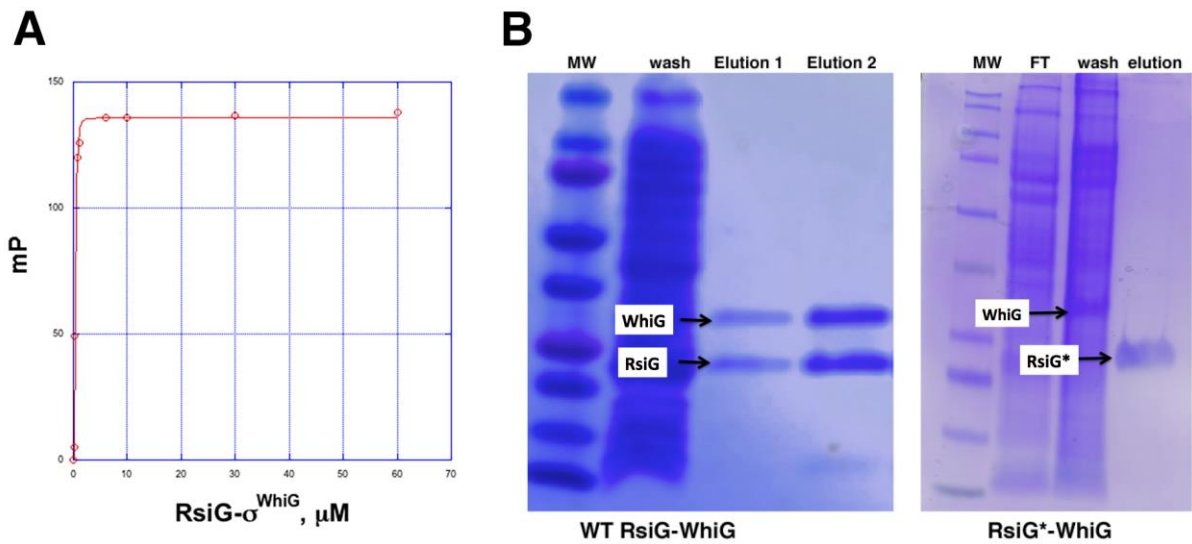 A
150
100
50
0
mP
0 10 20 30 40 50 60 70
RsiG-σ^WhiG, μM
B
MW wash Elution 1 Elution 2
WhiG
RsiG
WT RsiG-WhiG
MW FT wash elution
WhiG
RsiG*
RsiG*-WhiG